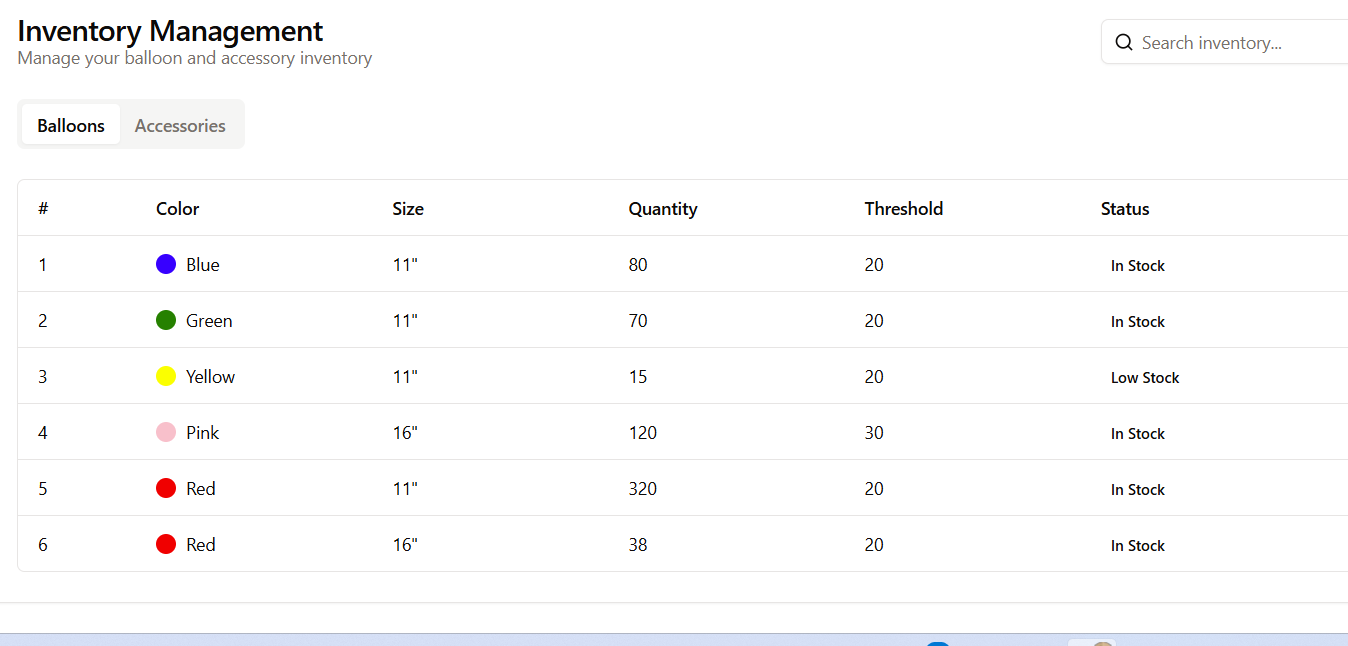 Inventory Management
Manage your balloon and accessory inventory
Search inventory...
Balloons Accessories
# Color Size Quantity Threshold Status
1 Blue 11" 80 20 In Stock
2 Green 11" 70 20 In Stock
3 Yellow 11" 15 20 Low Stock
4 Pink 16" 120 30 In Stock
5 Red 11" 320 20 In Stock
6 Red 16" 38 20 In Stock